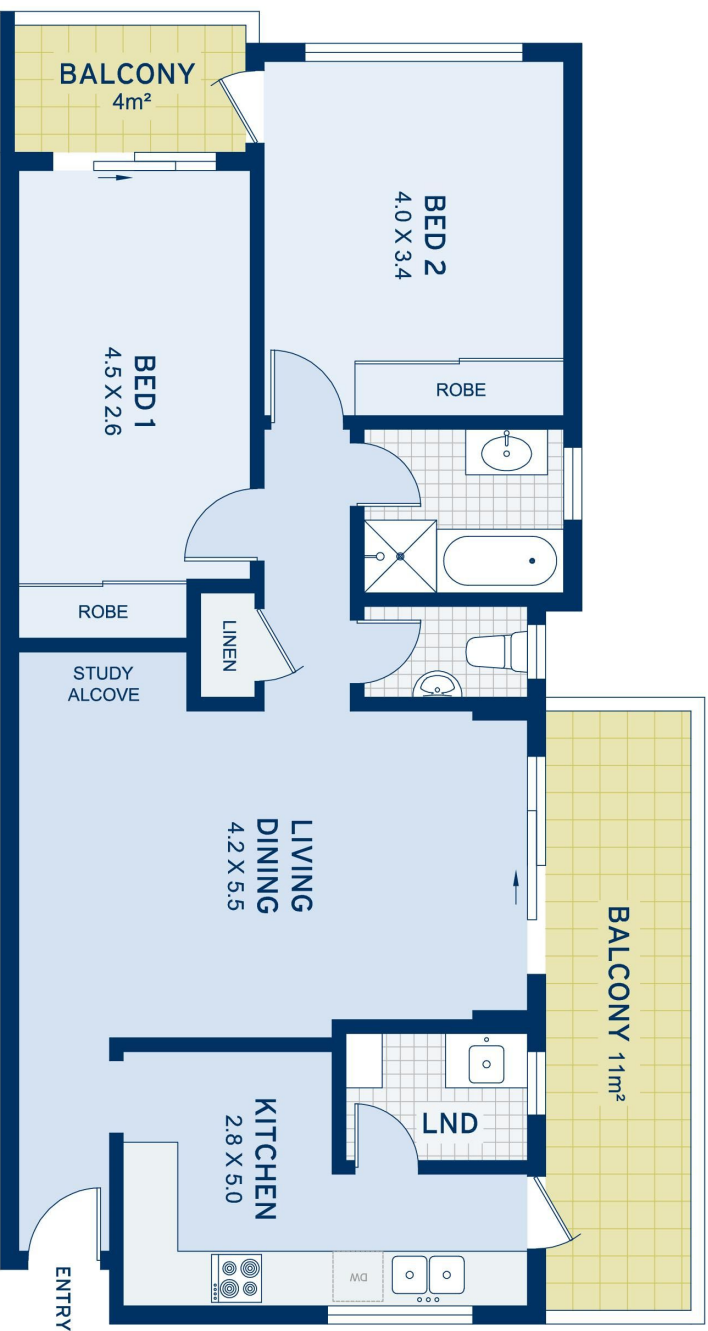 BALCONY
4m²
BED 2
4.0 X 3.4
BED 1
4.5 X 2.6
ROBE
ROBE
LINEN
STUDY
ALCOVE
LIVING
DINING
4.2 X 5.5
BALCONY 11m²
KITCHEN
2.8 X 5.0
LND
DW
ENTRY